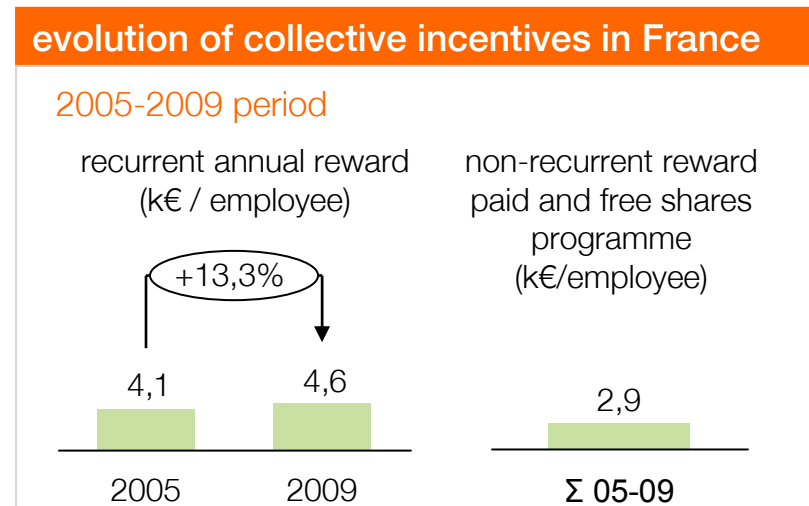 evolution of collective incentives in France
2005-2009 period
recurrent annual reward
(k€ / employee)
+13,3%
4,1
4,6
2005
2009
non-recurrent reward
paid and free shares
programme
(k€/employee)
2,9
Σ 05-09